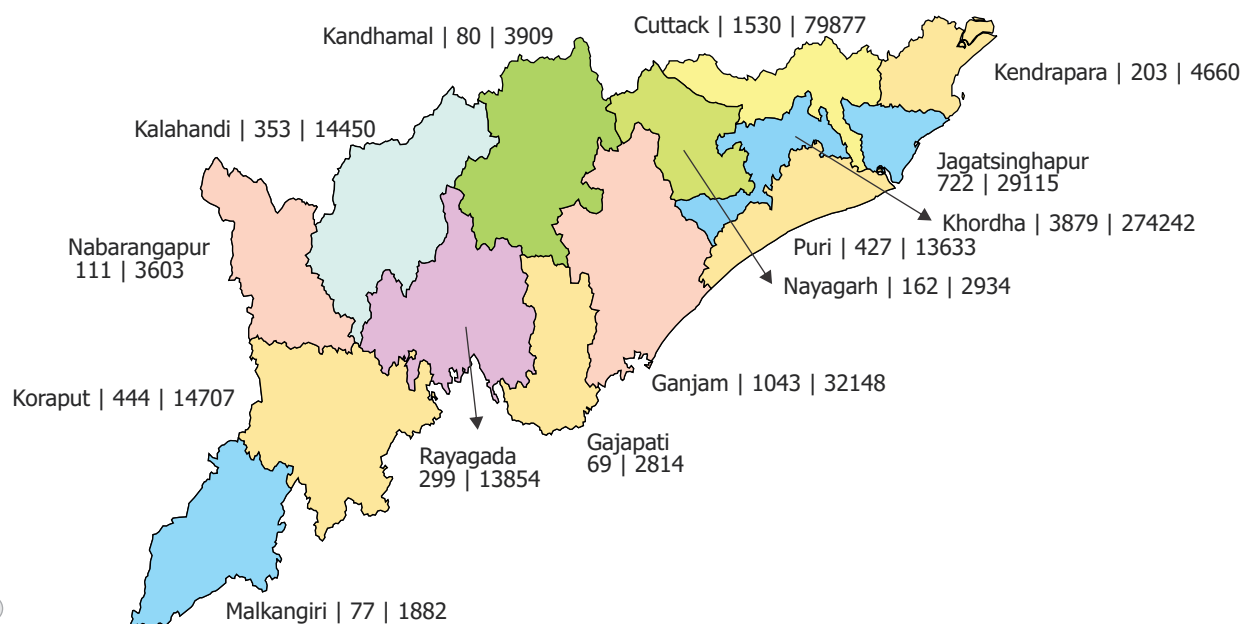 Cuttack | 1530 | 79877
Kandhamal | 80 | 3909
Kendrapara | 203 | 4660
Kalahandi | 353 | 14450
Jagatsinghapur
722 | 29115
Khordha | 3879 | 274242
Nabarangapur
111 | 3603
Puri | 427 | 13633
Nayagarh | 162 | 2934
Ganjam | 1043 | 32148
Koraput | 444 | 14707
Gajapati
69 | 2814
Rayagada
299 | 13854
Malkangiri | 77 | 1882